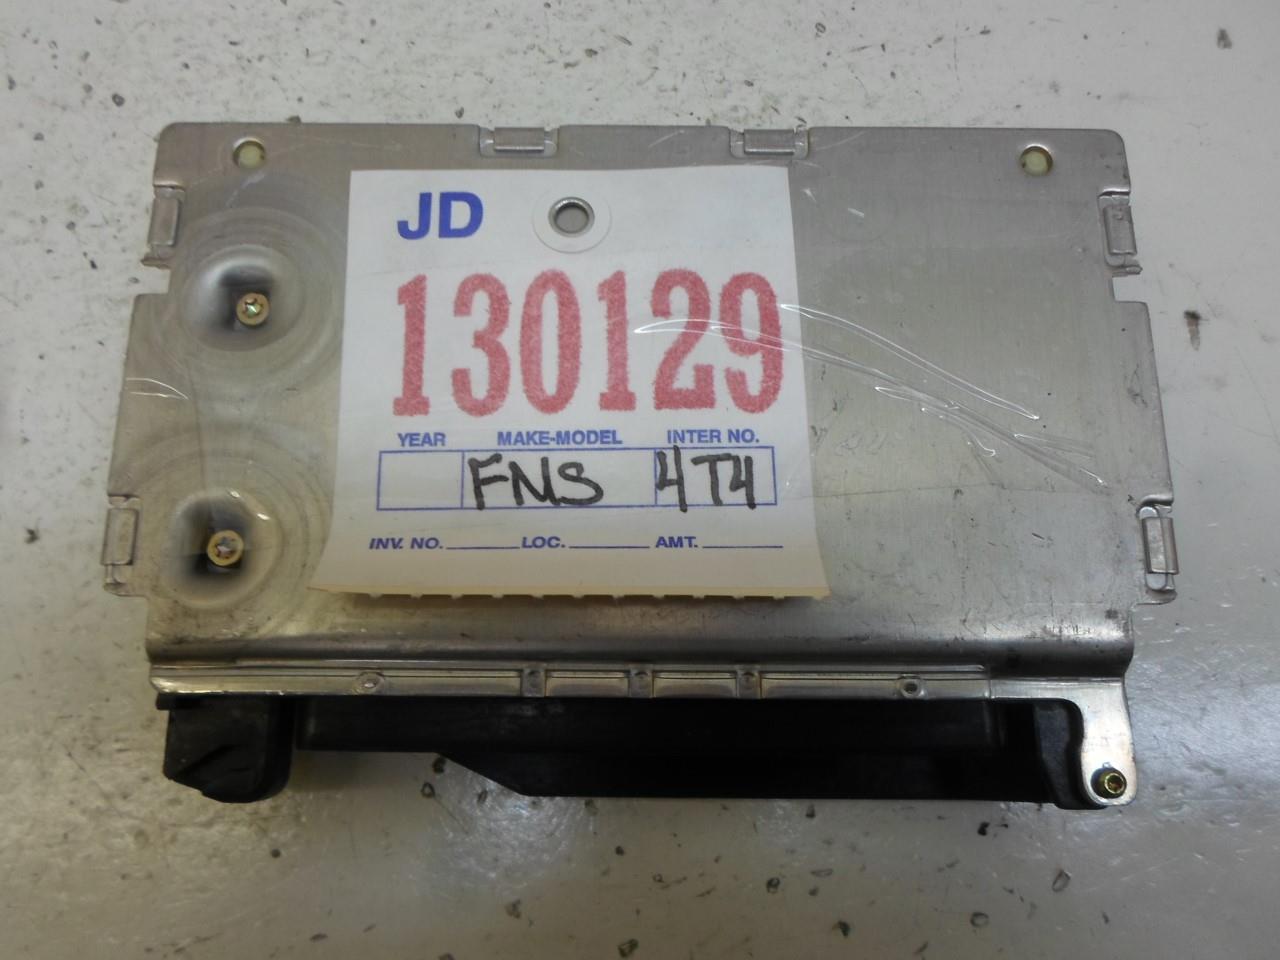 JD
130129
YEAR MAKE-MODEL INTER NO.
FNS 4T4
INV. NO. LOC. AMT.